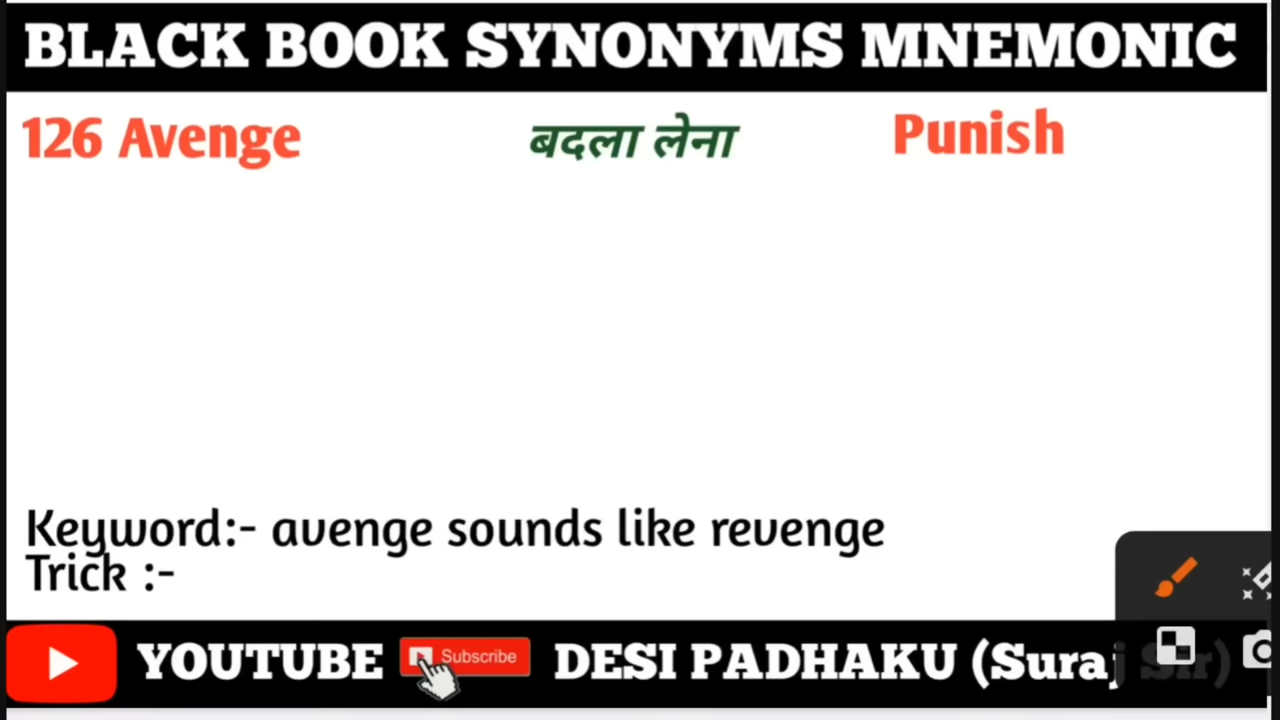 BLACK BOOK SYNONYMS MNEMONIC
126 Avenge बदला लेना Punish
Keyword:- avenge sounds like revenge
Trick :-
YOUTUBE Subscribe DESI PADHAKU (Suraj Sir)